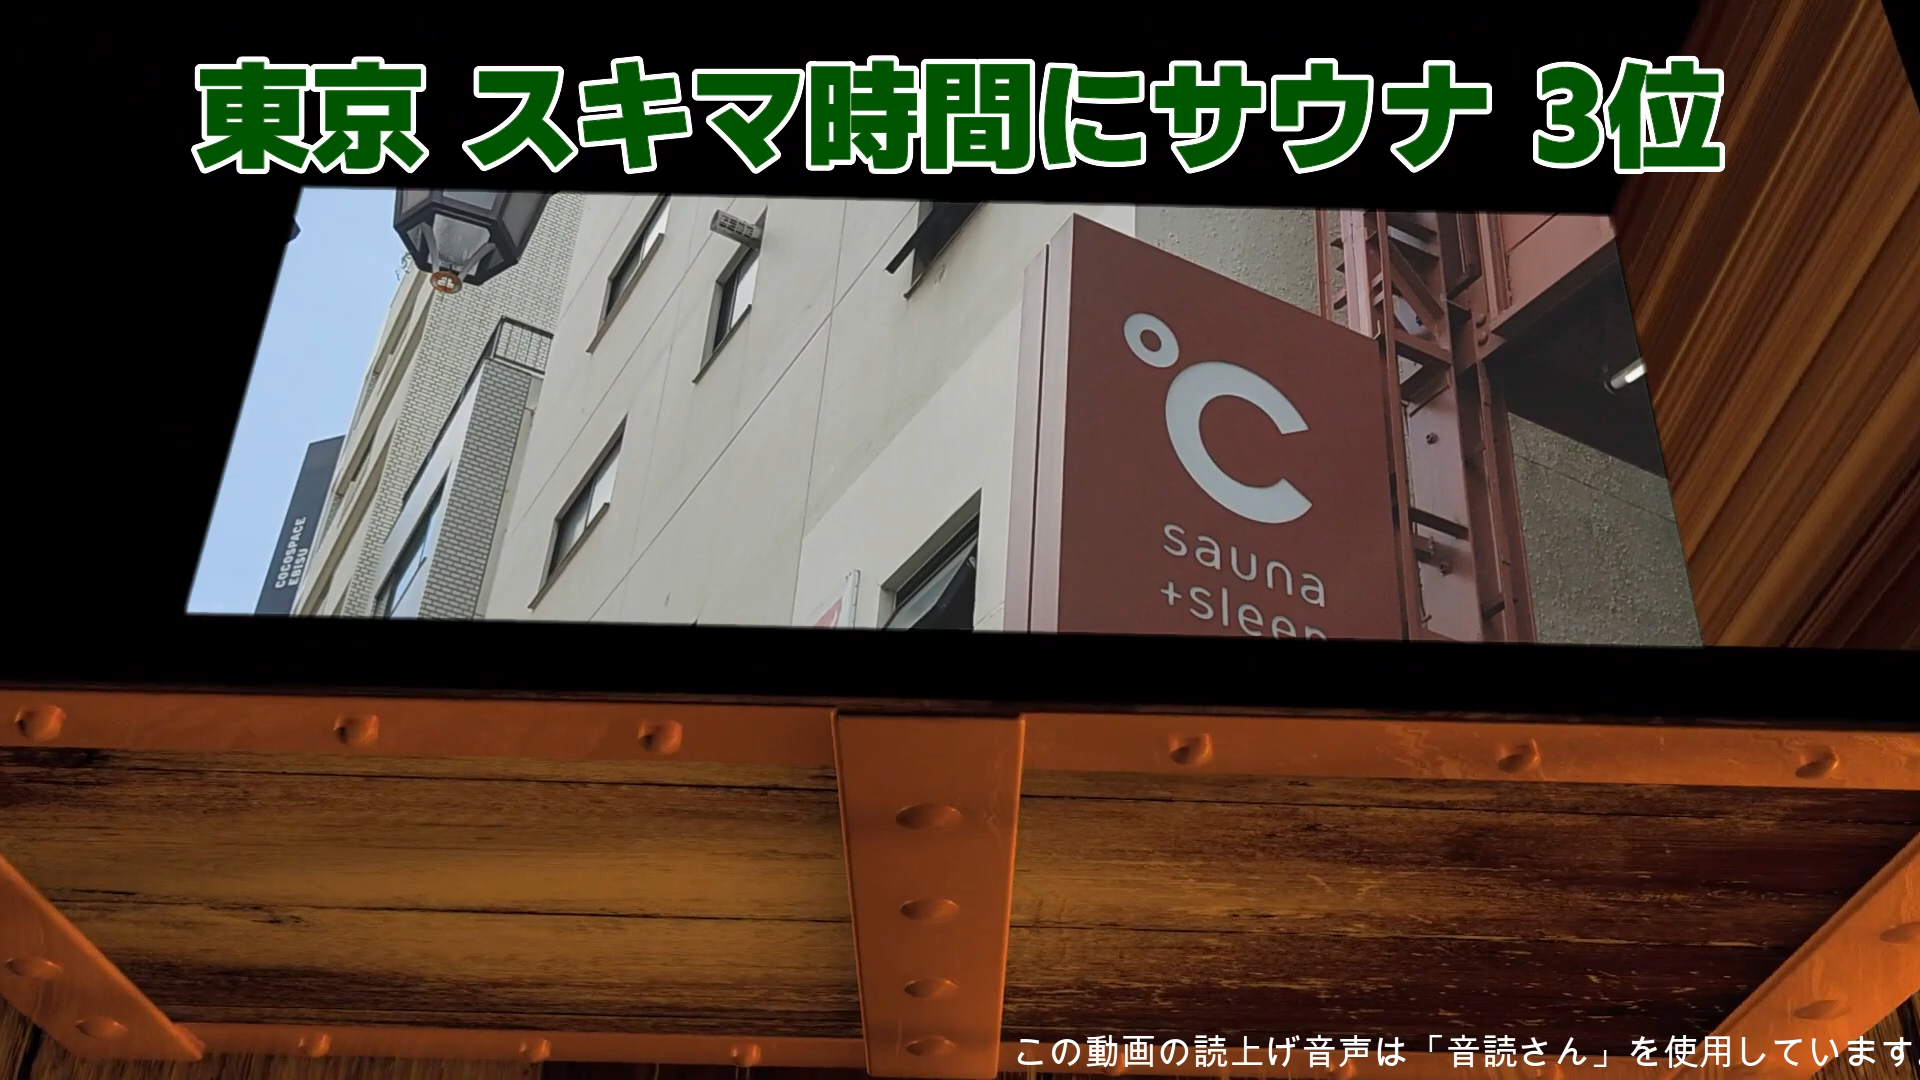 東京 スキマ時間にサウナ 3位
COCOSPACE
EBISU
℃
sauna
+sleep
この動画の読上げ音声は「音読さん」を使用しています.